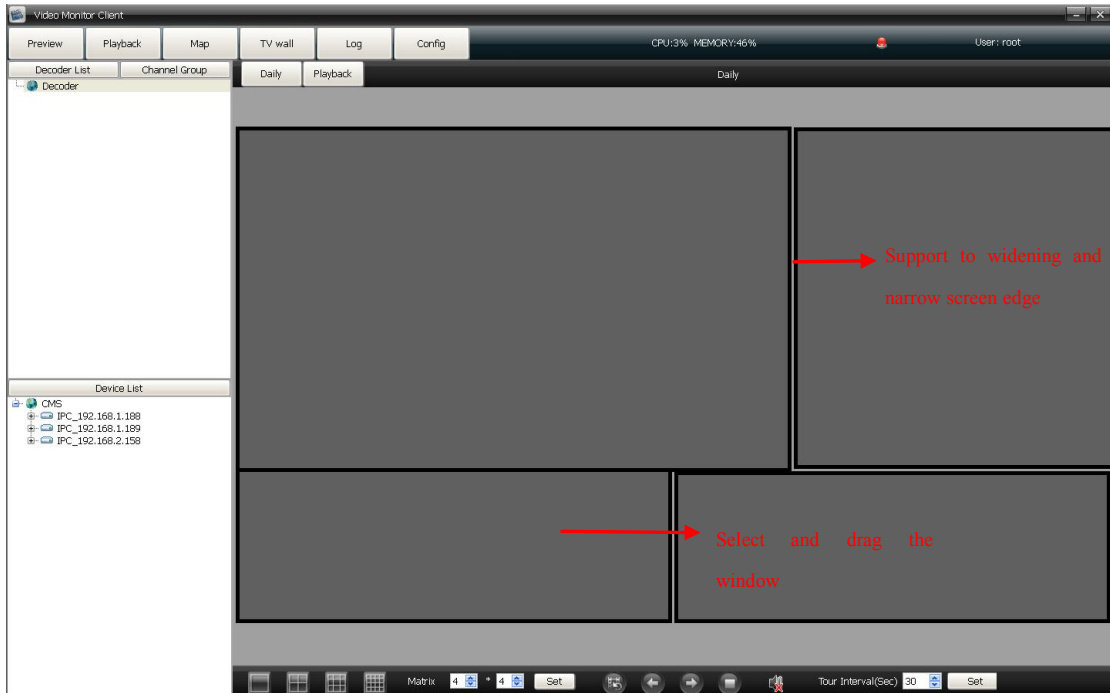 Video Monitor Client
Preview Playback Map TV wall Log Config CPU:3% MEMORY:46% User: root
Decoder List Channel Group Daily Playback Daily
Decoder
Support to widening and
narrow screen edge
Device List
CMS
IPC_192.168.1.188
IPC_192.168.1.189
IPC_192.168.2.158
Select and drag the
window
Matrix 4 * 4 Set Tour Interval(Sec) 30 Set